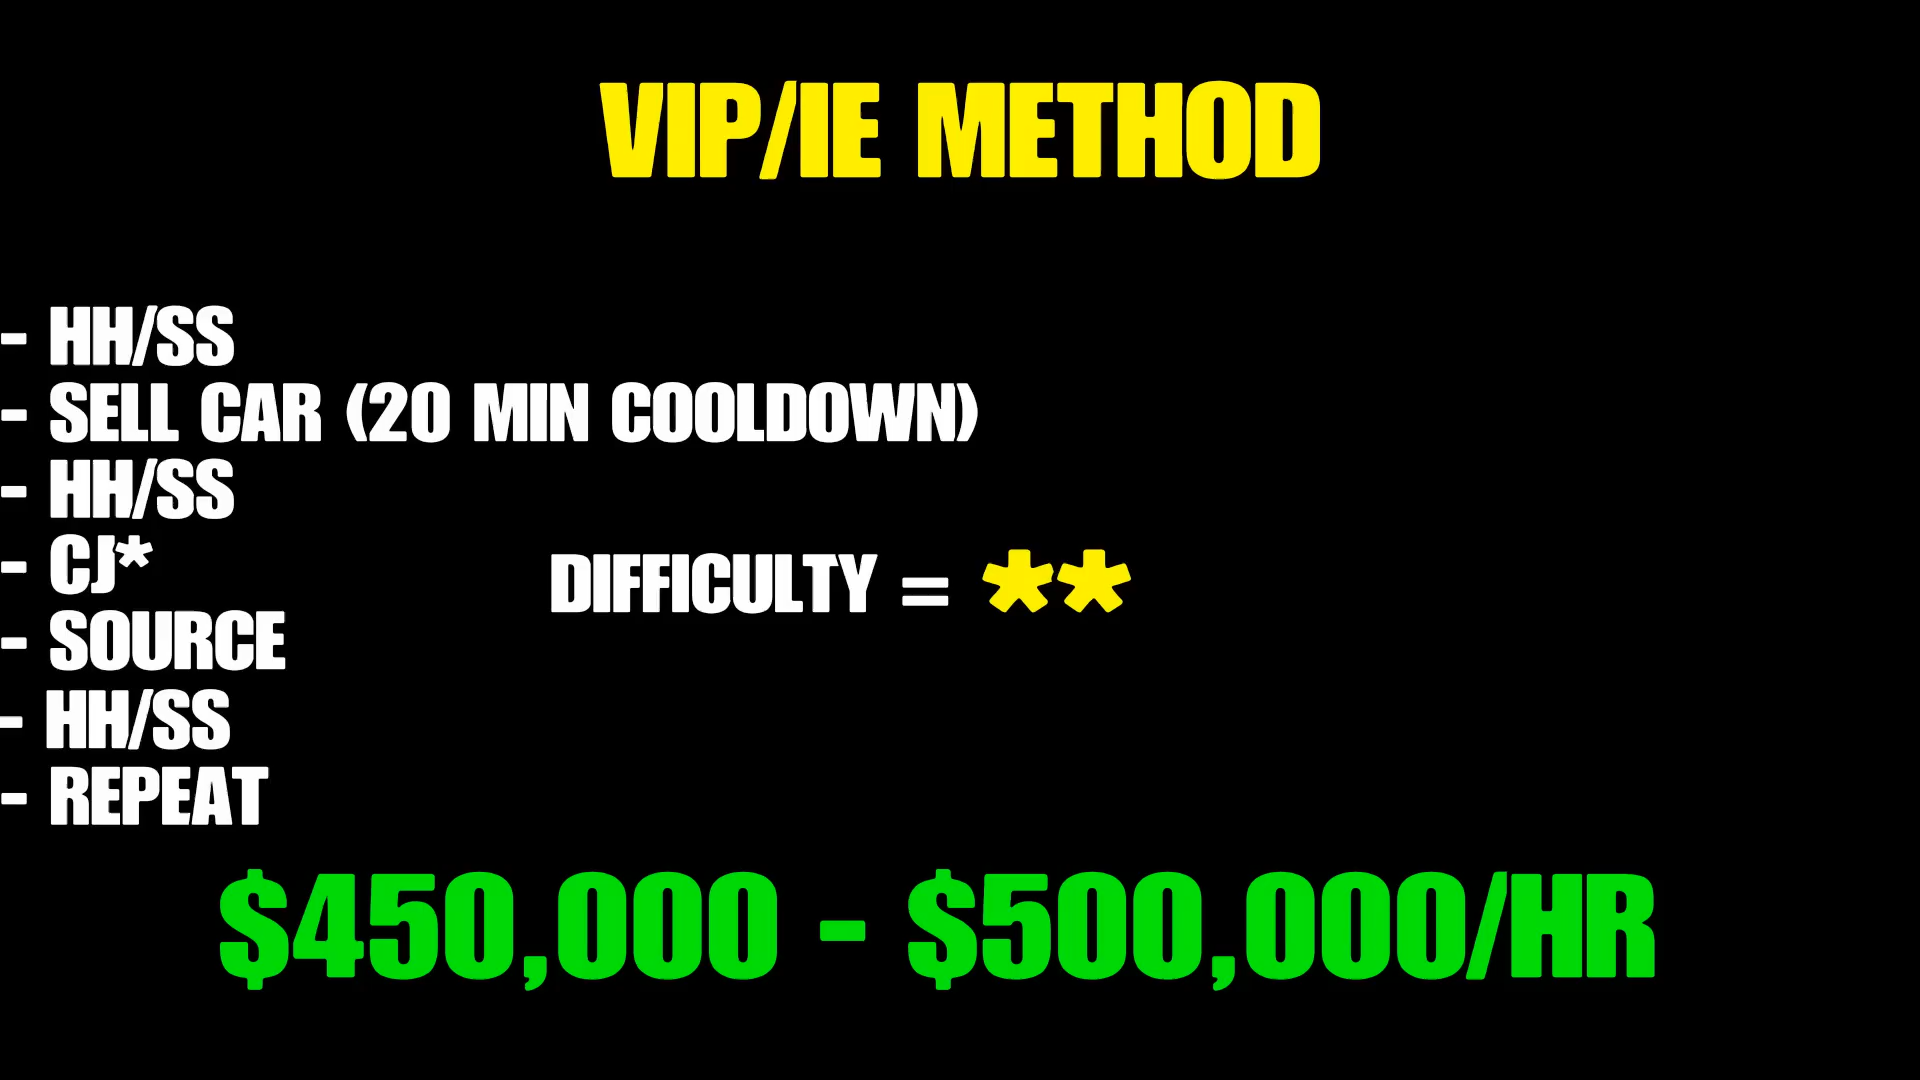 VIP/IE METHOD
- HH/SS
- SELL CAR (20 MIN COOLDOWN)
- HH/SS
- CJ*
- SOURCE
- HH/SS
- REPEAT
DIFFICULTY = **
$450,000 - $500,000/HR